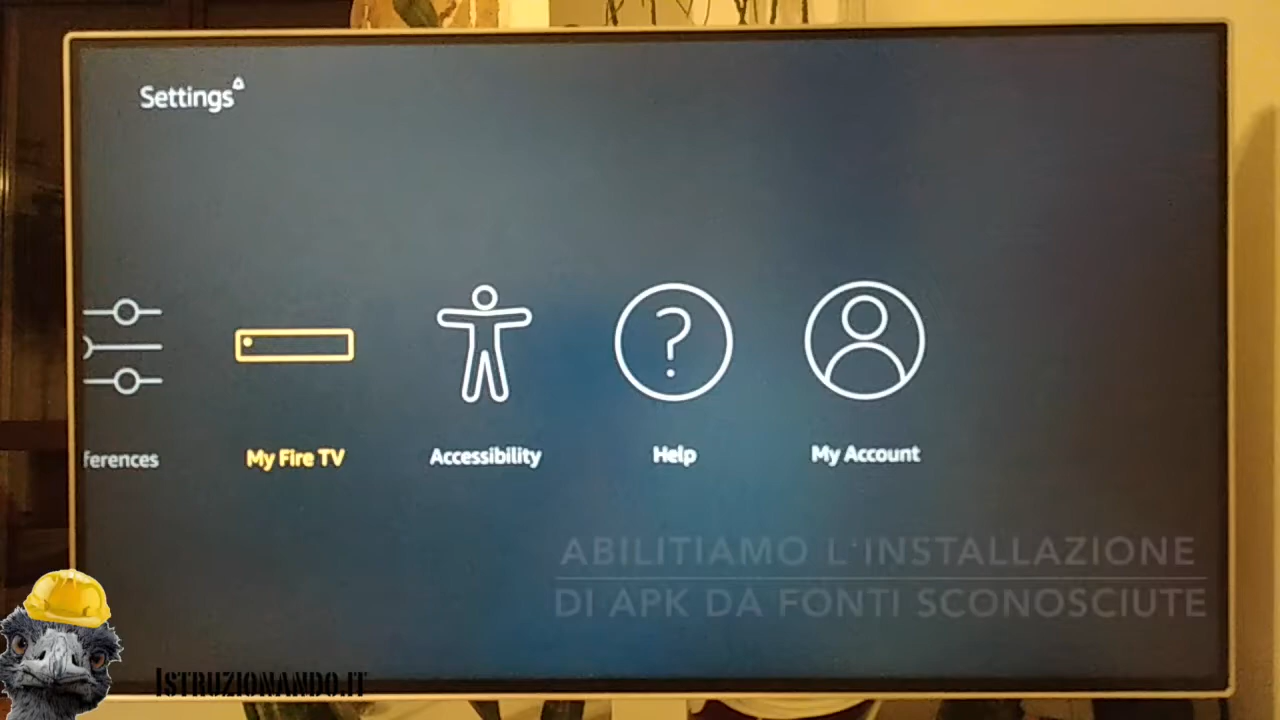 Settings
ferences
My Fire TV
Accessibility
Help
My Account
?
ABILITIAMO L'INSTALLAZIONE
DI APK DA FONTI SCONOSCIUTE
Istruzionando.it